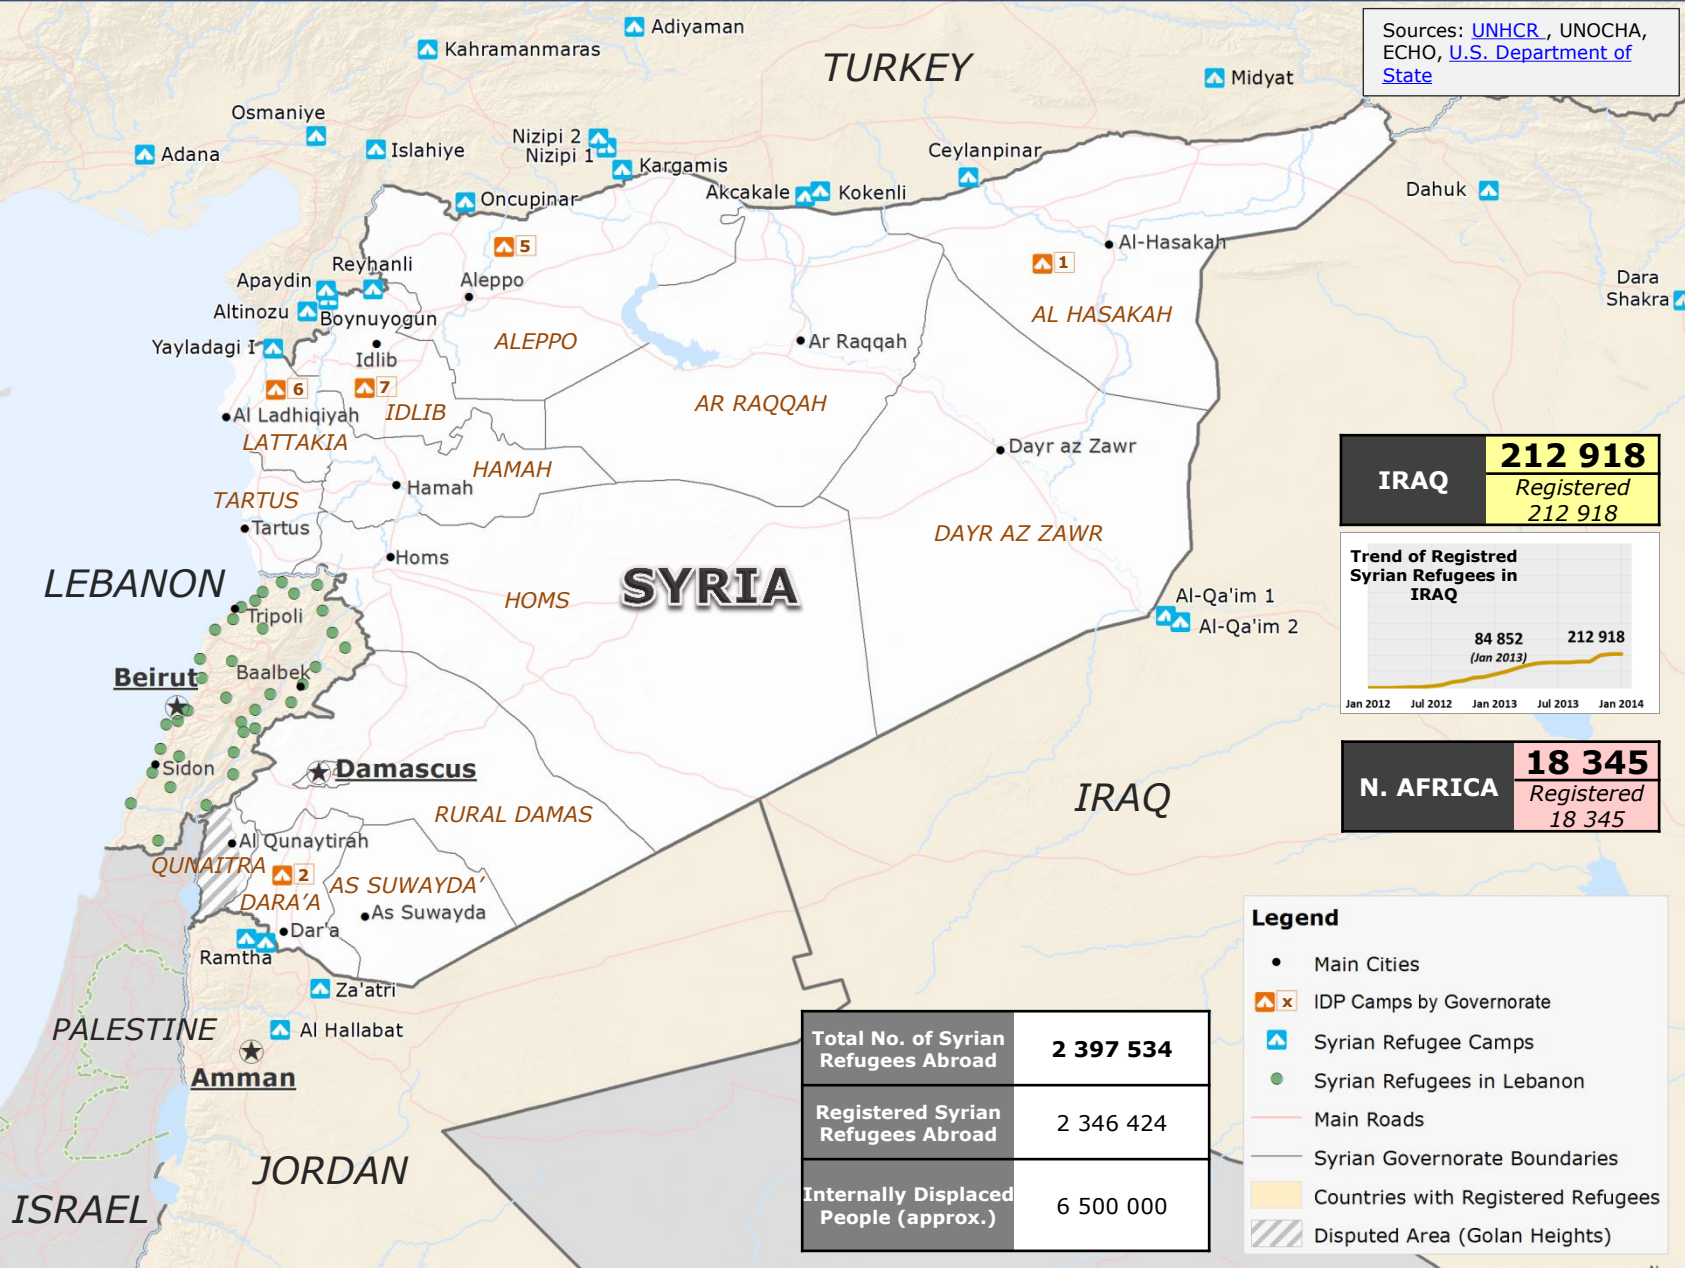 Adiyaman
Kahramanmaras
TURKEY
Sources: UNHCR , UNOCHA,
ECHO, U.S. Department of
State
Midyat
Osmaniye
Adana
Islahiye
Nizipi 2
Nizipi 1
Kargamis
Ceylanpinar
Akcakale
Kokenli
Dahuk
Oncupinar
5
Al-Hasakah
1
Reyhanli
Apaydin
Aleppo
Dara
Shakra
Altinozu
Boynuyogun
AL HASAKAH
Yayladagi I
Idlib
ALEPPO
Ar Raqqah
6
7
IDLIB
AR RAQQAH
Al Ladhiqiyah
LATTAKIA
Dayr az Zawr
HAMAH
Hamah
TARTUS
Tartus
DAYR AZ ZAWR
IRAQ
212 918
Registered
212 918
Homs
LEBANON
HOMS
SYRIA
Trend of Registred
Syrian Refugees in
IRAQ
84 852
(Jan 2013)
212 918
Jan 2012
Jul 2012
Jan 2013
Jul 2013
Jan 2014
Al-Qa'im 1
Al-Qa'im 2
Tripoli
Beirut
Baalbek
Sidon
Damascus
N. AFRICA
18 345
Registered
18 345
IRAQ
RURAL DAMAS
Al Qunaytirah
QUNAITRA
2
DARA’A
AS SUWAYDA’
As Suwayda
Dar'a
Ramtha
Za'atri
PALESTINE
Al Hallabat
Amman
JORDAN
ISRAEL
Total No. of Syrian
Refugees Abroad
2 397 534
Registered Syrian
Refugees Abroad
2 346 424
Internally Displaced
People (approx.)
6 500 000
Legend
Main Cities
x
IDP Camps by Governorate
Syrian Refugee Camps
Syrian Refugees in Lebanon
Main Roads
Syrian Governorate Boundaries
Countries with Registered Refugees
Disputed Area (Golan Heights)